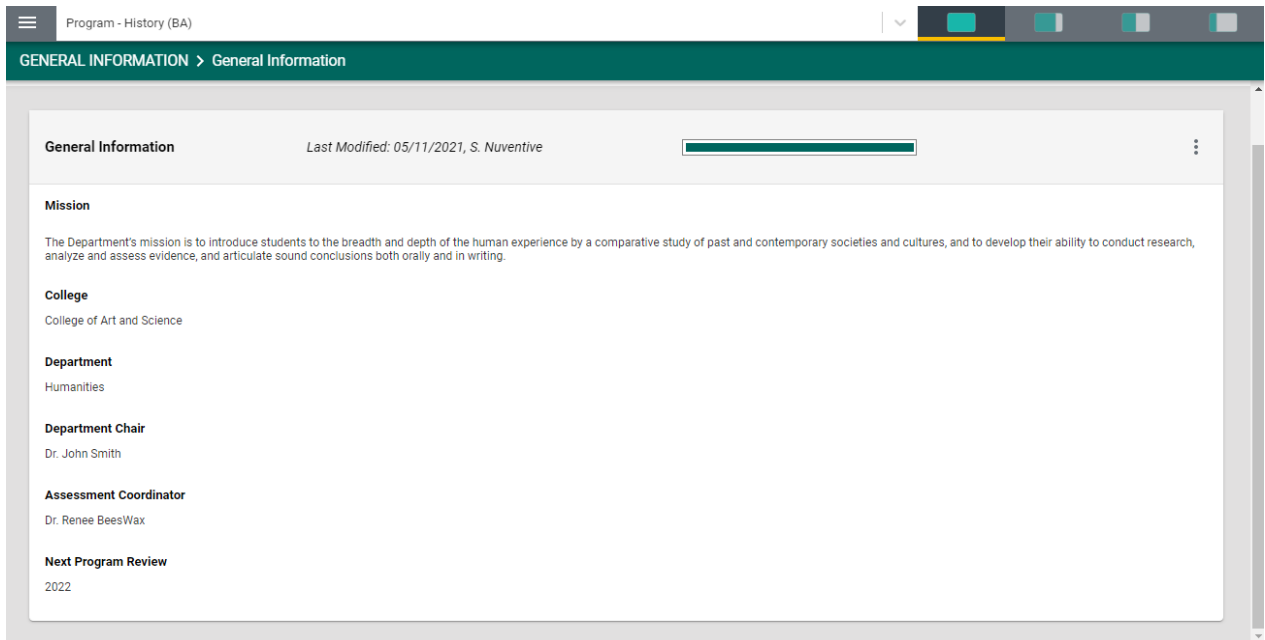 Program - History (BA)
GENERAL INFORMATION > General Information
General Information
Last Modified: 05/11/2021, S. Nuventive
Mission
The Department's mission is to introduce students to the breadth and depth of the human experience by a comparative study of past and contemporary societies and cultures, and to develop their ability to conduct research,
analyze and assess evidence, and articulate sound conclusions both orally and in writing.
College
College of Art and Science
Department
Humanities
Department Chair
Dr. John Smith
Assessment Coordinator
Dr. Renee BeesWax
Next Program Review
2022